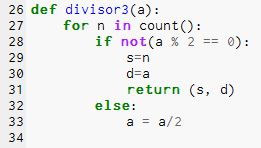 26 def divisor3(a):
27     for n in count():
28         if not(a % 2 == 0):
29             s=n
30             d=a
31             return (s, d)
32         else:
33             a = a/2
34